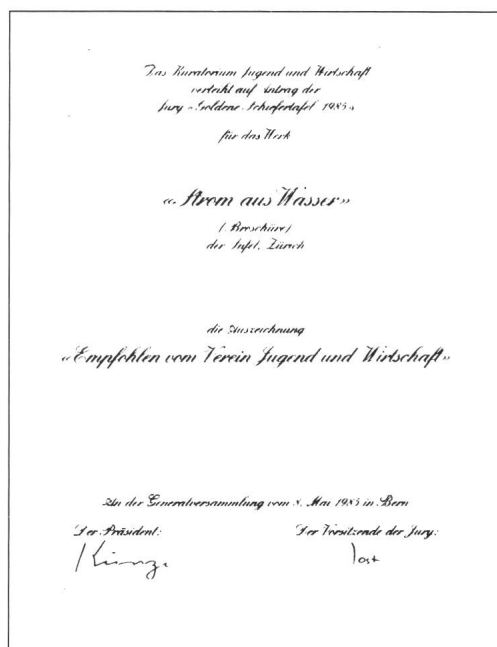 Das Kuratorium Jugend und Wirtschaft
verleiht auf Antrag der
Jury «Goldene Schiefertafel 1985»
für das Werk
«Strom aus Wasser»
(Broschüre)
der Infel, Zürich
die Auszeichnung
«Empfohlen vom Verein Jugend und Wirtschaft»
An der Generalversammlung vom 8. Mai 1985 in Bern
Der Präsident: Der Vorsitzende der Jury: